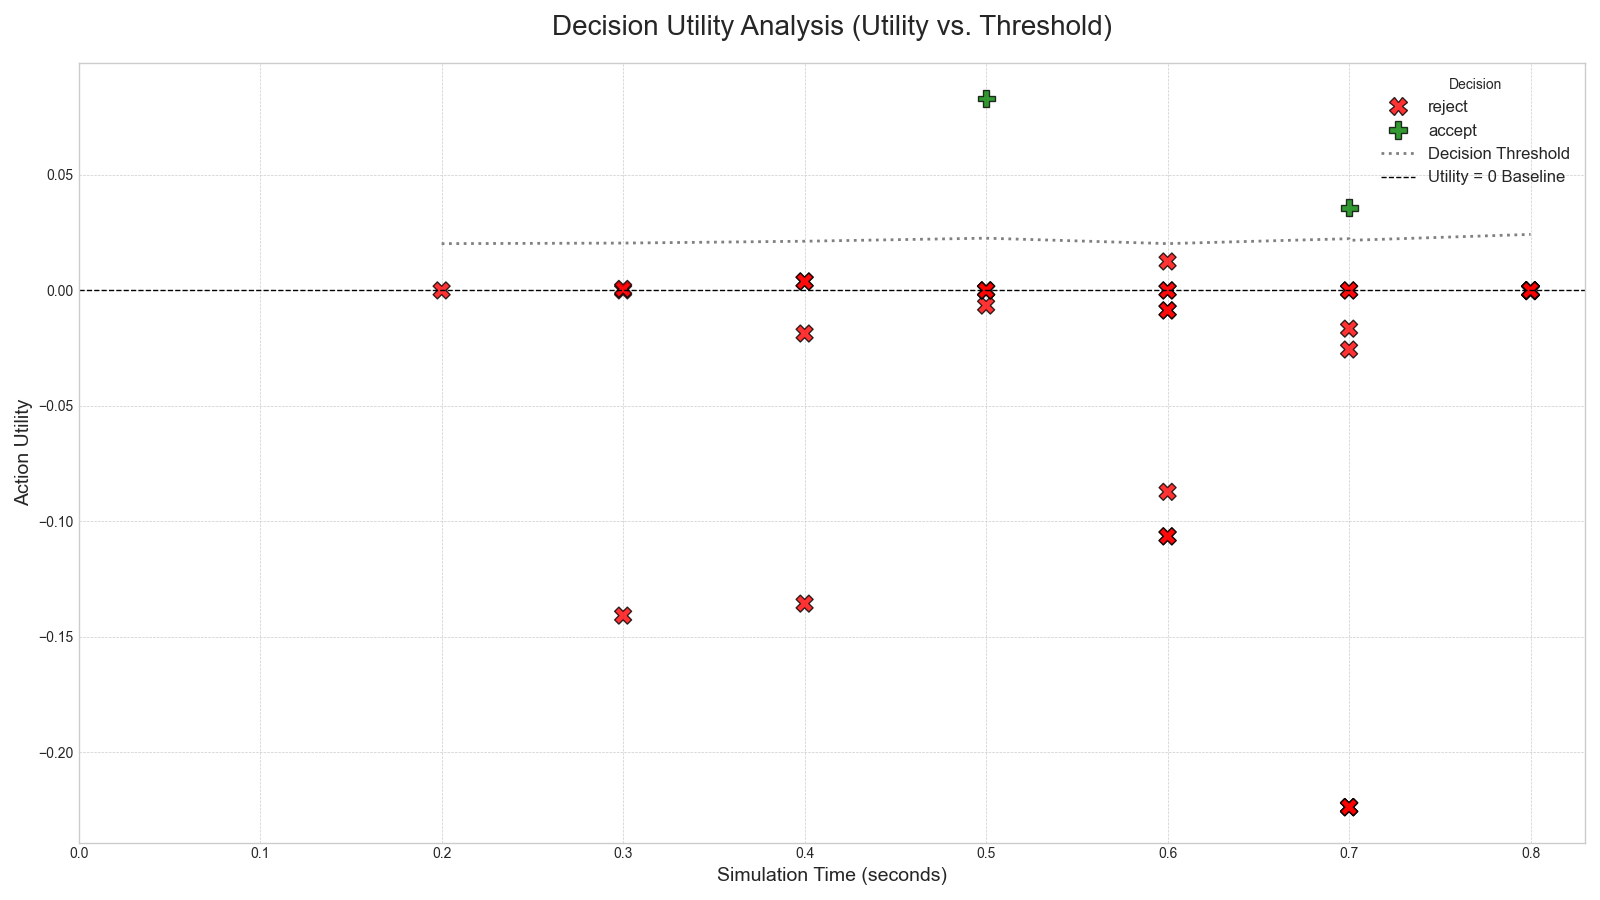 Decision Utility Analysis (Utility vs. Threshold)
Decision
reject
accept
Decision Threshold
Utility = 0 Baseline
Action Utility
0.05
0.00
−0.05
−0.10
−0.15
−0.20
0.0 0.1 0.2 0.3 0.4 0.5 0.6 0.7 0.8
Simulation Time (seconds)